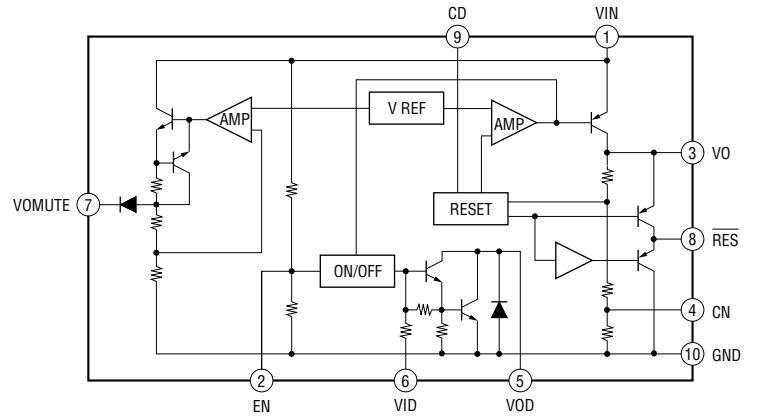 CD
VIN
9
1
AMP
V REF
AMP
3
VO
VOMUTE
7
RESET
8
RES
ON/OFF
4
CN
10
GND
2
6
5
EN
VID
VOD